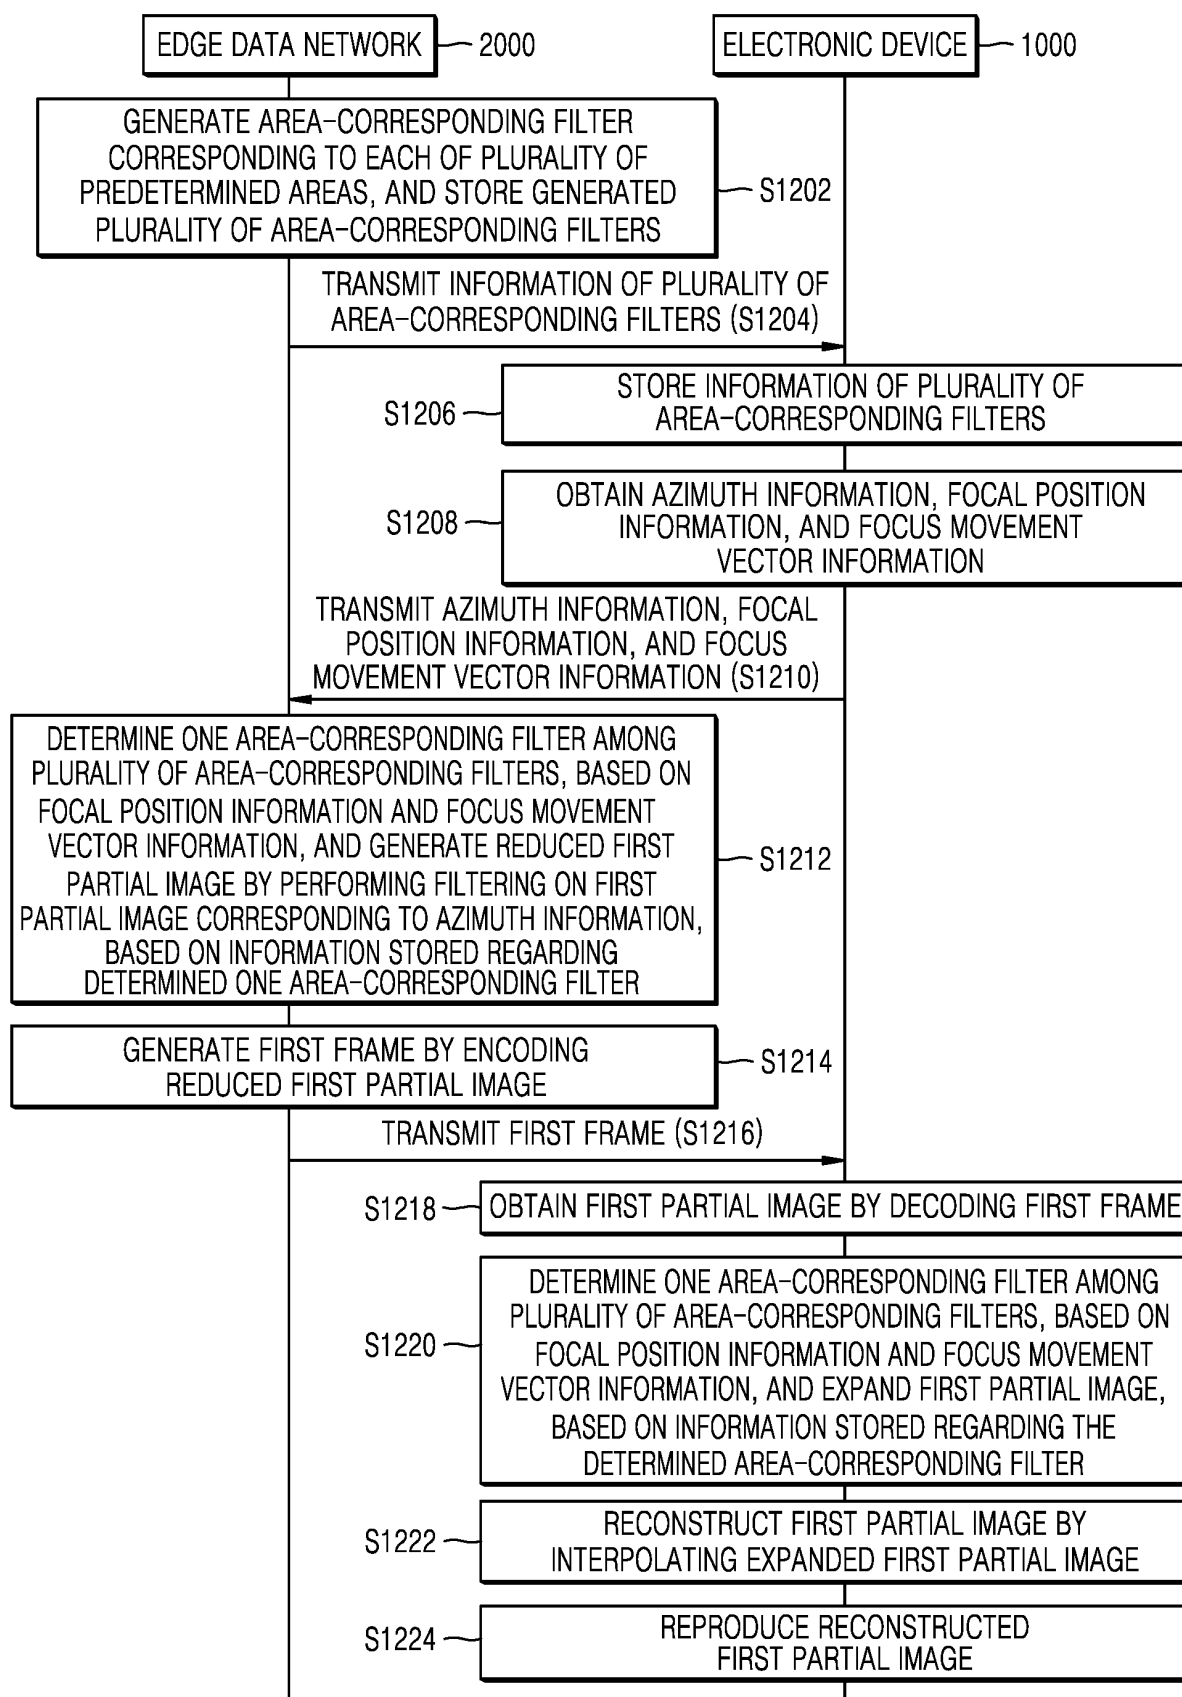 EDGE DATA NETWORK
2000
ELECTRONIC DEVICE
1000
GENERATE AREA-CORRESPONDING FILTER
CORRESPONDING TO EACH OF PLURALITY OF
PREDETERMINED AREAS, AND STORE GENERATED
PLURALITY OF AREA-CORRESPONDING FILTERS
S1202
TRANSMIT INFORMATION OF PLURALITY OF
AREA-CORRESPONDING FILTERS (S1204)
STORE INFORMATION OF PLURALITY OF
AREA-CORRESPONDING FILTERS
S1206
OBTAIN AZIMUTH INFORMATION, FOCAL POSITION
INFORMATION, AND FOCUS MOVEMENT
VECTOR INFORMATION
S1208
TRANSMIT AZIMUTH INFORMATION, FOCAL
POSITION INFORMATION, AND FOCUS
MOVEMENT VECTOR INFORMATION (S1210)
DETERMINE ONE AREA-CORRESPONDING FILTER AMONG
PLURALITY OF AREA-CORRESPONDING FILTERS, BASED ON
FOCAL POSITION INFORMATION AND FOCUS MOVEMENT
VECTOR INFORMATION, AND GENERATE REDUCED FIRST
PARTIAL IMAGE BY PERFORMING FILTERING ON FIRST
PARTIAL IMAGE CORRESPONDING TO AZIMUTH INFORMATION,
BASED ON INFORMATION STORED REGARDING
DETERMINED ONE AREA-CORRESPONDING FILTER
S1212
GENERATE FIRST FRAME BY ENCODING
REDUCED FIRST PARTIAL IMAGE
S1214
TRANSMIT FIRST FRAME (S1216)
S1218
OBTAIN FIRST PARTIAL IMAGE BY DECODING FIRST FRAME
DETERMINE ONE AREA-CORRESPONDING FILTER AMONG
PLURALITY OF AREA-CORRESPONDING FILTERS, BASED ON
FOCAL POSITION INFORMATION AND FOCUS MOVEMENT
VECTOR INFORMATION, AND EXPAND FIRST PARTIAL IMAGE,
BASED ON INFORMATION STORED REGARDING THE
DETERMINED AREA-CORRESPONDING FILTER
S1220
RECONSTRUCT FIRST PARTIAL IMAGE BY
INTERPOLATING EXPANDED FIRST PARTIAL IMAGE
S1222
REPRODUCE RECONSTRUCTED
FIRST PARTIAL IMAGE
S1224